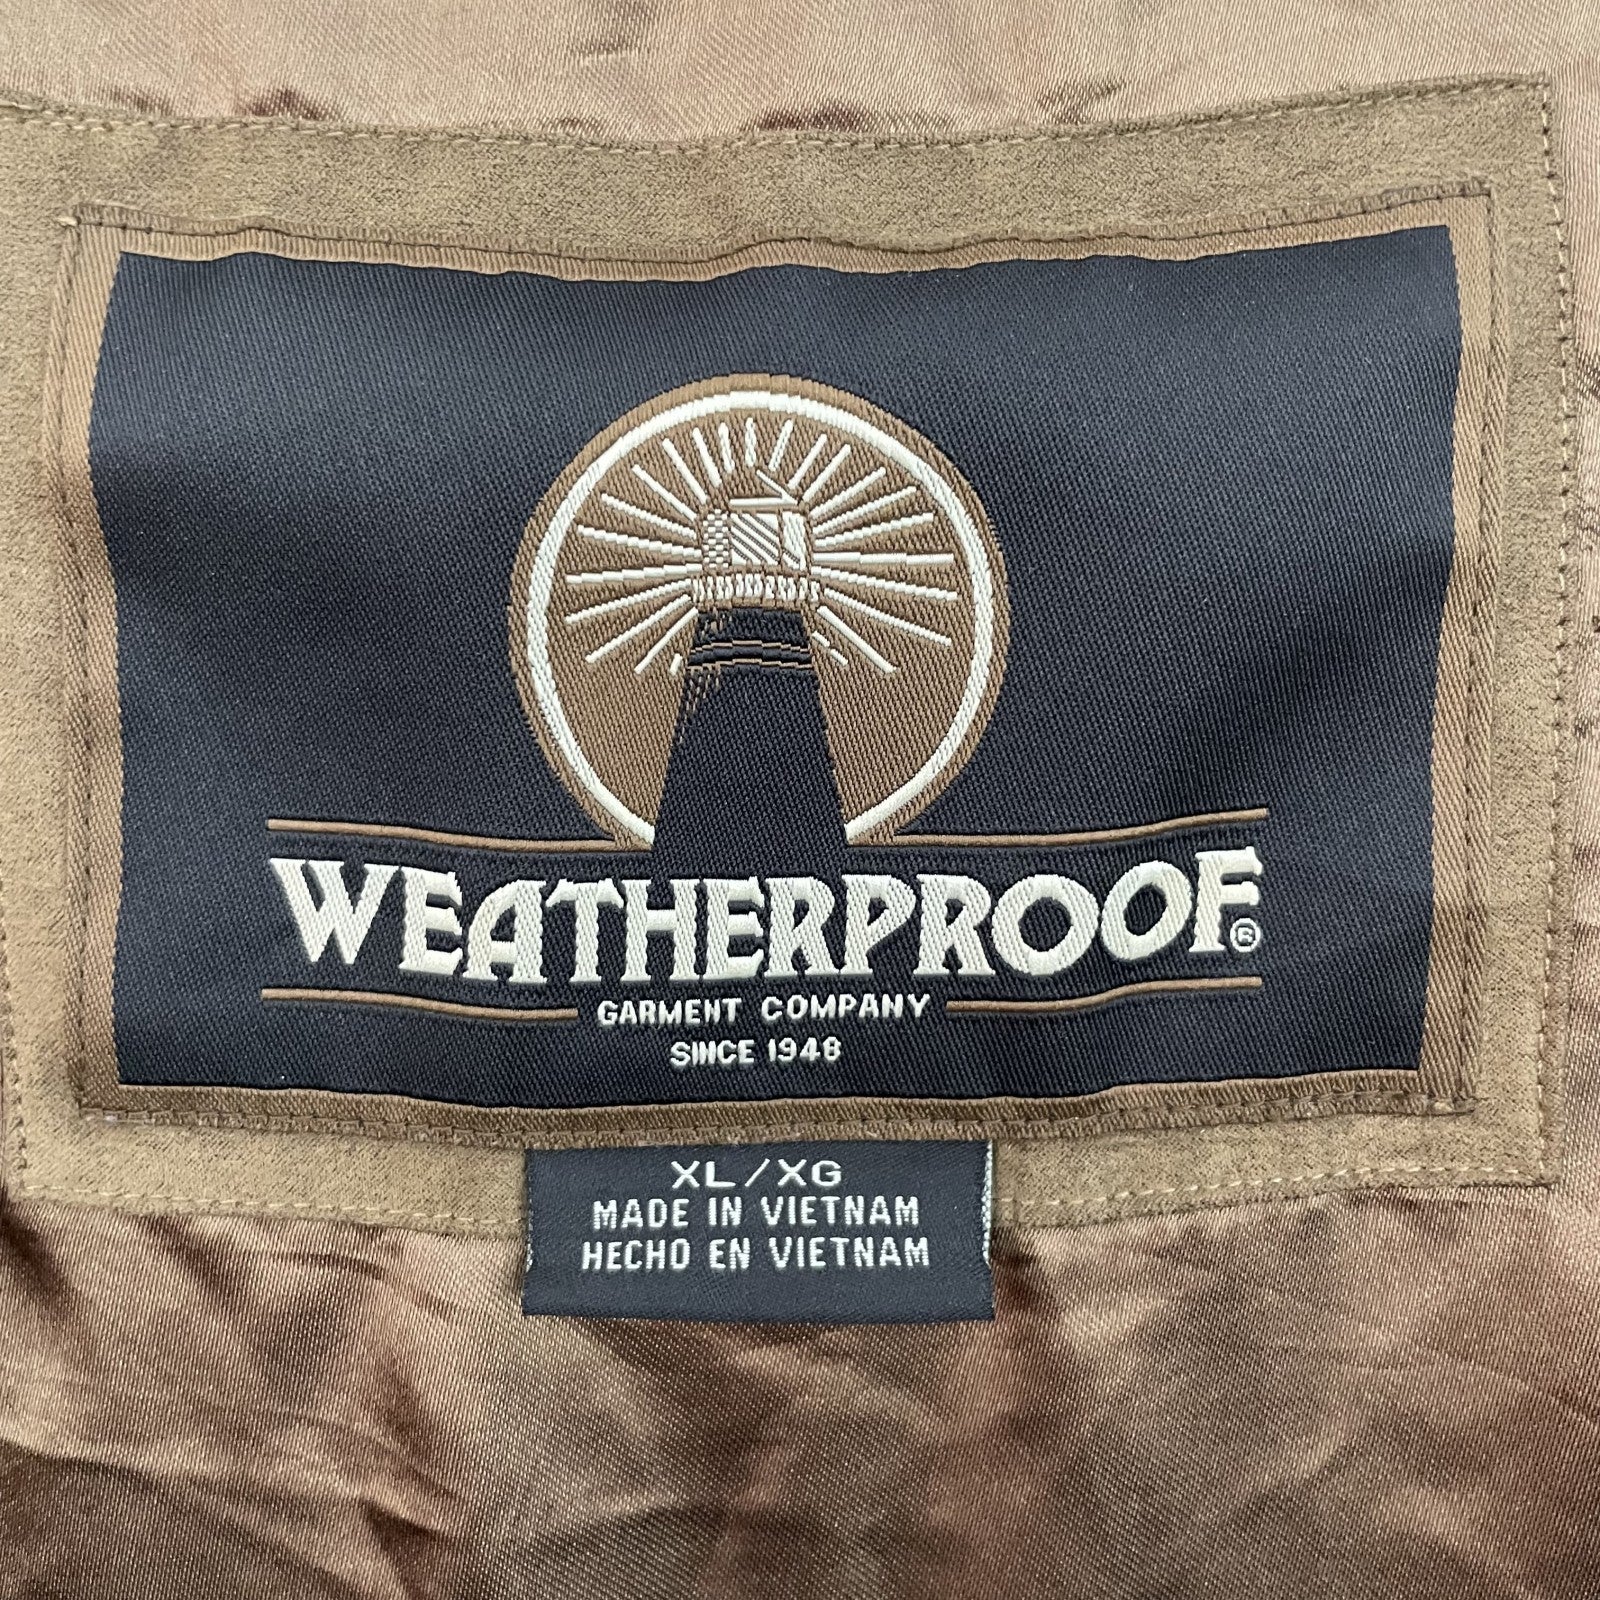 WEATHERPROOF®
GARMENT COMPANY
SINCE 1948
XL/XG
MADE IN VIETNAM
HECHO EN VIETNAM